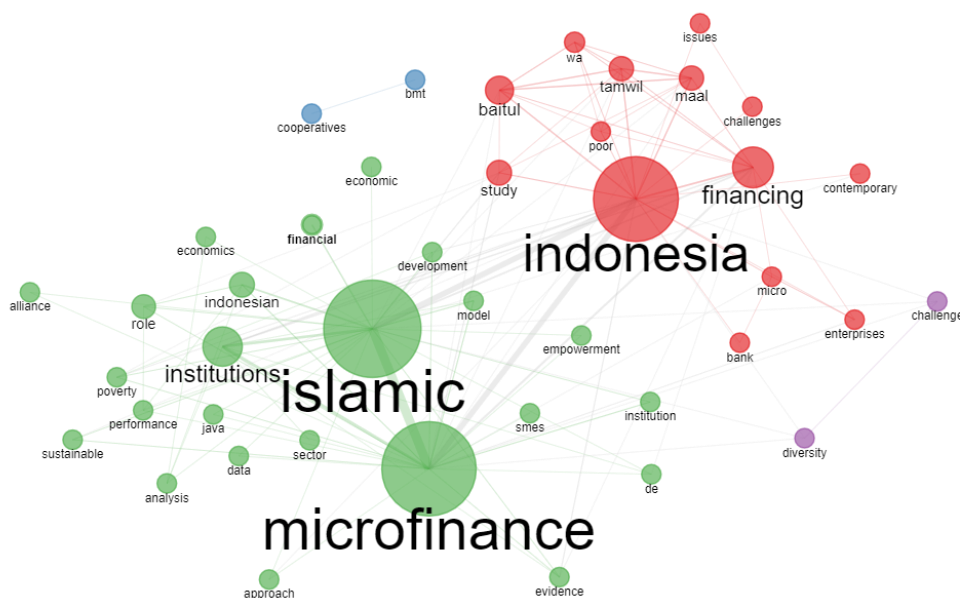 issues
wa
tamwil
maal
bmt
baitul
cooperatives
challenges
poor
economic
study
financing
contemporary
indonesia
financial
economics
development
indonesian
micro
alliance
role
model
challenge
enterprises
empowerment
bank
institutions
islamic
poverty
performance
java
smes
institution
sustainable
sector
diversity
data
analysis
de
microfinance
approach
evidence